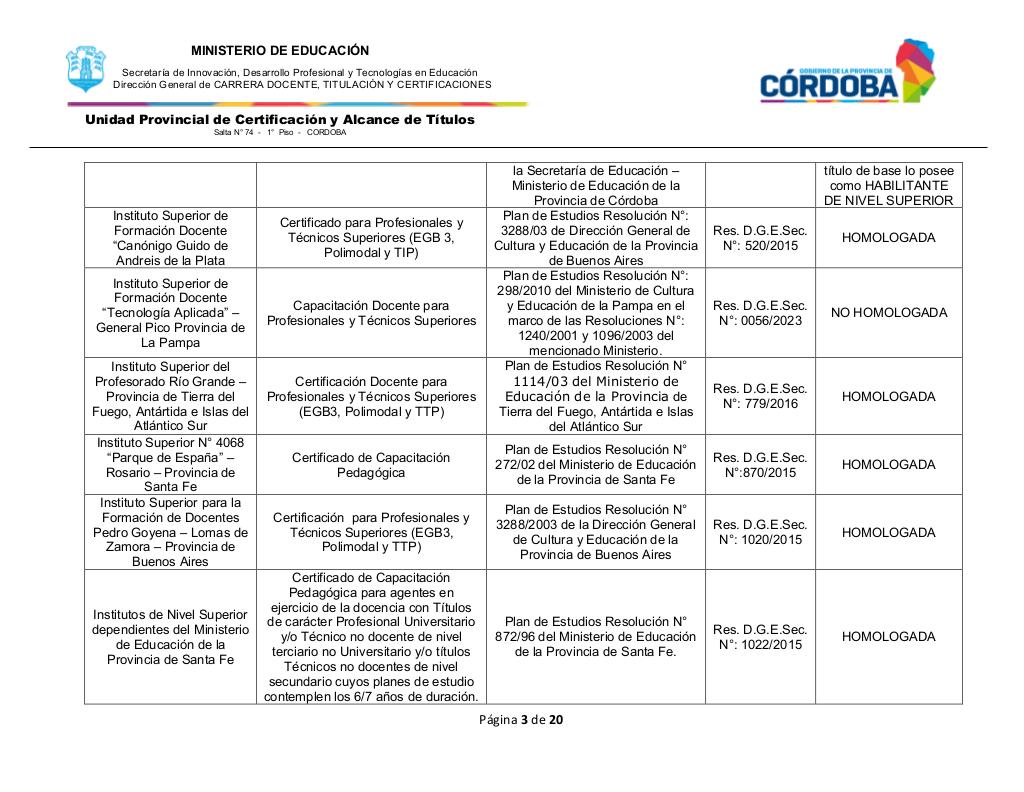 MINISTERIO DE EDUCACIÓN
Secretaría de Innovación, Desarrollo Profesional y Tecnologías en Educación
Dirección General de CARRERA DOCENTE, TITULACIÓN Y CERTIFICACIONES
GOBIERNO DE LA PROVINCIA DE
CÓRDOBA
Unidad Provincial de Certificación y Alcance de Títulos
Salta N° 74 - 1° Piso - CORDOBA
la Secretaría de Educación –
Ministerio de Educación de la
Provincia de Córdoba
título de base lo posee
como HABILITANTE
DE NIVEL SUPERIOR
Instituto Superior de
Formación Docente
“Canónigo Guido de
Andreis de la Plata
Certificado para Profesionales y
Técnicos Superiores (EGB 3,
Polimodal y TIP)
Plan de Estudios Resolución N°:
3288/03 de Dirección General de
Cultura y Educación de la Provincia
de Buenos Aires
Res. D.G.E.Sec.
N°: 520/2015
HOMOLOGADA
Instituto Superior de
Formación Docente
“Tecnología Aplicada” –
General Pico Provincia de
La Pampa
Capacitación Docente para
Profesionales y Técnicos Superiores
Plan de Estudios Resolución N°:
298/2010 del Ministerio de Cultura
y Educación de la Pampa en el
marco de las Resoluciones N°:
1240/2001 y 1096/2003 del
mencionado Ministerio.
Res. D.G.E.Sec.
N°: 0056/2023
NO HOMOLOGADA
Instituto Superior del
Profesorado Río Grande –
Provincia de Tierra del
Fuego, Antártida e Islas del
Atlántico Sur
Certificación Docente para
Profesionales y Técnicos Superiores
(EGB3, Polimodal y TTP)
Plan de Estudios Resolución N°
1114/03 del Ministerio de
Educación de la Provincia de
Tierra del Fuego, Antártida e Islas
del Atlántico Sur
Res. D.G.E.Sec.
N°: 779/2016
HOMOLOGADA
Instituto Superior N° 4068
“Parque de España” –
Rosario – Provincia de
Santa Fe
Certificado de Capacitación
Pedagógica
Plan de Estudios Resolución N°
272/02 del Ministerio de Educación
de la Provincia de Santa Fe
Res. D.G.E.Sec.
N°:870/2015
HOMOLOGADA
Instituto Superior para la
Formación de Docentes
Pedro Goyena – Lomas de
Zamora – Provincia de
Buenos Aires
Certificación para Profesionales y
Técnicos Superiores (EGB3,
Polimodal y TTP)
Plan de Estudios Resolución N°
3288/2003 de la Dirección General
de Cultura y Educación de la
Provincia de Buenos Aires
Res. D.G.E.Sec.
N°: 1020/2015
HOMOLOGADA
Institutos de Nivel Superior
dependientes del Ministerio
de Educación de la
Provincia de Santa Fe
Certificado de Capacitación
Pedagógica para agentes en
ejercicio de la docencia con Títulos
de carácter Profesional Universitario
y/o Técnico no docente de nivel
terciario no Universitario y/o títulos
Técnicos no docentes de nivel
secundario cuyos planes de estudio
contemplen los 6/7 años de duración.
Plan de Estudios Resolución N°
872/96 del Ministerio de Educación
de la Provincia de Santa Fe.
Res. D.G.E.Sec.
N°: 1022/2015
HOMOLOGADA
Página 3 de 20